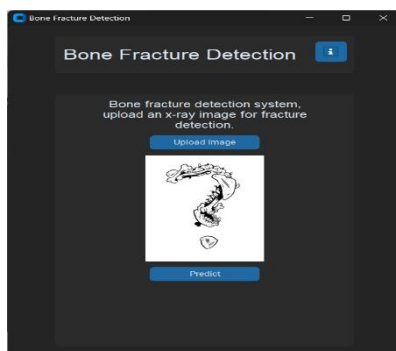 Bone Fracture Detection
Bone Fracture Detection
i
Bone fracture detection system,
upload an x-ray image for fracture
detection.
Upload Image
Predict